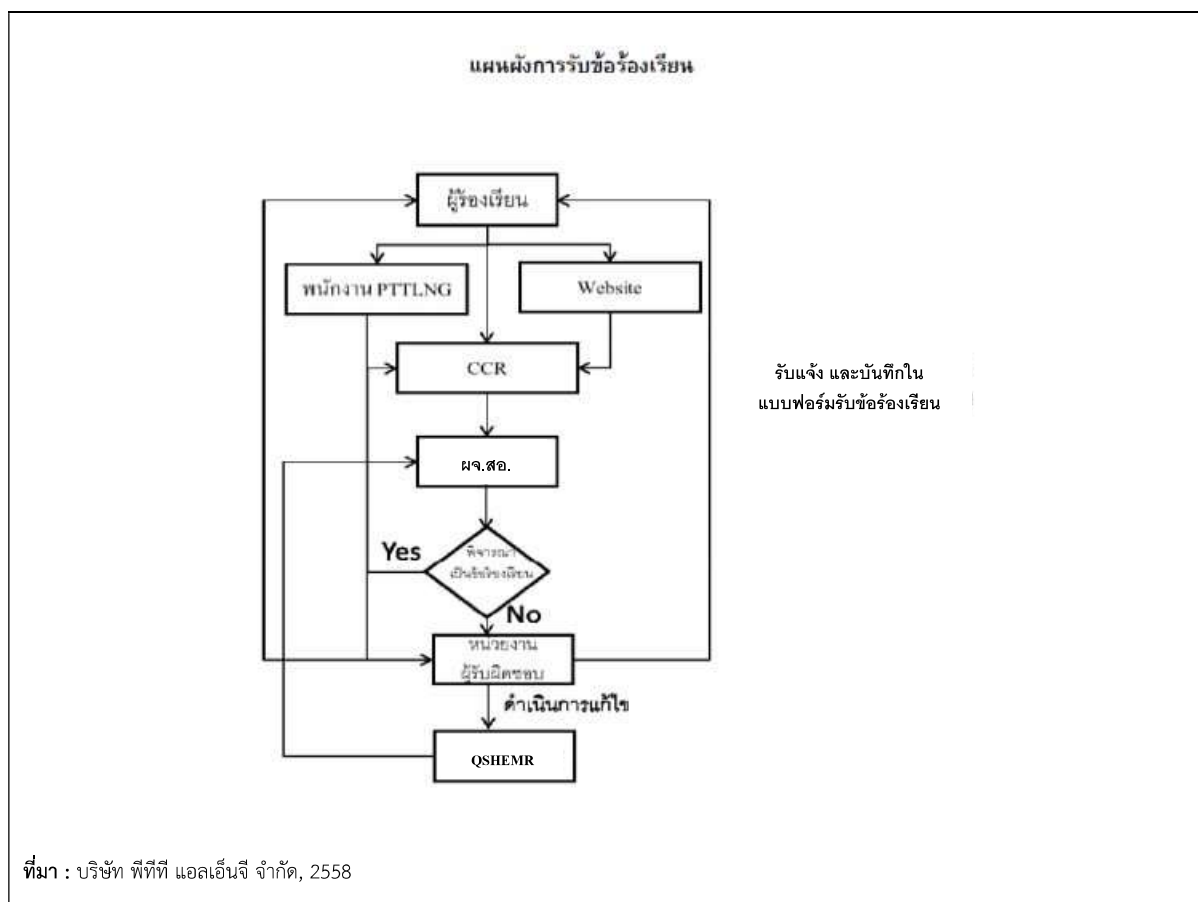 แผนผังการรับข้อร้องเรียน
ผู้ร้องเรียน
พนักงาน PTTLNG
Website
CCR
รับแจ้ง และบันทึกใน
แบบฟอร์มรับข้อร้องเรียน
ผจ.สอ.
Yes
พิจารณา
เป็นข้อร้องเรียน
No
หน่วยงาน
ผู้รับผิดชอบ
ดำเนินการแก้ไข
QSHEMR
ที่มา : บริษัท พีทีที แอลเอ็นจี จำกัด, 2558